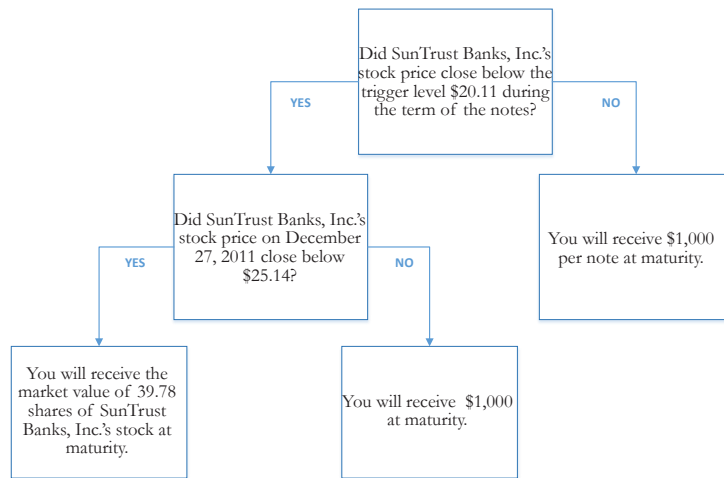 Did SunTrust Banks, Inc.'s
stock price close below the
trigger level $20.11 during
the term of the notes?
YES
NO
Did SunTrust Banks, Inc.'s
stock price on December
27, 2011 close below
$25.14?
You will receive $1,000
per note at maturity.
YES
NO
You will receive the
market value of 39.78
shares of SunTrust
Banks, Inc.'s stock at
maturity.
You will receive $1,000
at maturity.